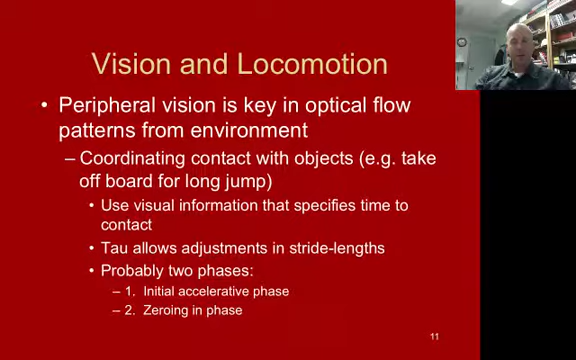 Vision and Locomotion
• Peripheral vision is key in optical flow
patterns from environment
– Coordinating contact with objects (e.g. take
off board for long jump)
• Use visual information that specifies time to
contact
• Tau allows adjustments in stride-lengths
• Probably two phases:
– 1. Initial accelerative phase
– 2. Zeroing in phase
11